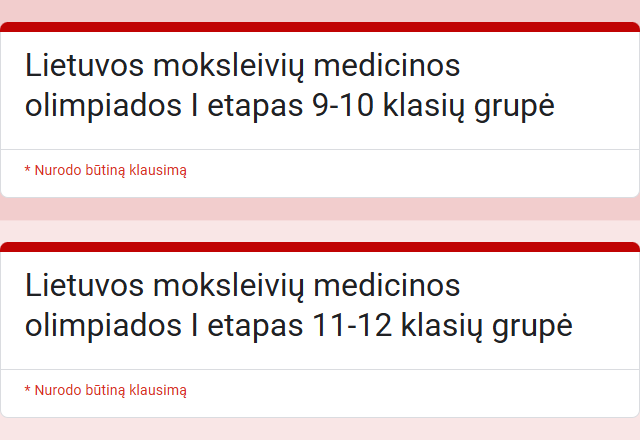 Lietuvos moksleivių medicinos
olimpiados I etapas 9-10 klasių grupė
* Nurodo būtiną klausimą
Lietuvos moksleivių medicinos
olimpiados I etapas 11-12 klasių grupė
* Nurodo būtiną klausimą